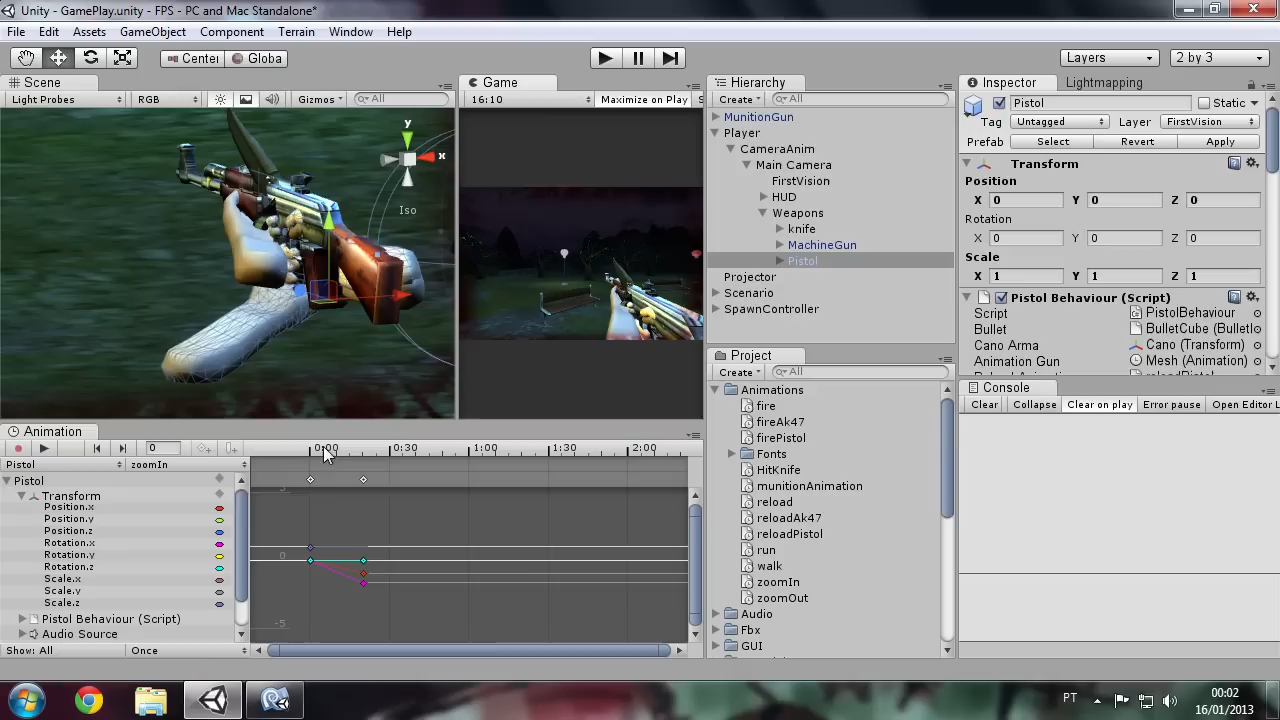 Unity - GamePlay.unity - FPS - PC and Mac Standalone*
File Edit Assets GameObject Component Terrain Window Help
Center Globa
Layers
2 by 3
Scene
Light Probes RGB Gizmos All
y
x
Iso
Game
16:10 Maximize on Play
Hierarchy
Create All
MunitionGun
Player
CameraAnim
Main Camera
FirstVision
HUD
Weapons
knife
MachineGun
Pistol
Projector
Scenario
SpawnController
Project
Create All
Animations
fire
fireAk47
firePistol
Fonts
HitKnife
munitionAnimation
reload
reloadAk47
reloadPistol
run
walk
zoomIn
zoomOut
Audio
Fbx
GUI
Inspector Lightmapping
Pistol Static
Tag Untagged Layer FirstVision
Prefab Select Revert Apply
Transform
Position
X 0 Y 0 Z 0
Rotation
X 0 Y 0 Z 0
Scale
X 1 Y 1 Z 1
Pistol Behaviour (Script)
Script PistolBehaviour
Bullet BulletCube (Bulletl
Cano Arma Cano (Transform)
Animation Gun Mesh (Animation)
Console
Clear Collapse Clear on play Error pause Open Editor L
Animation
0
0:00 0:30 1:00 1:30 2:00
Pistol zoomIn
Pistol
Transform
Position.x
Position.y
Position.z
Rotation.x
Rotation.y
Rotation.z
Scale.x
Scale.y
Scale.z
Pistol Behaviour (Script)
Audio Source
Show: All Once
0
-5
PT
00:02
16/01/2013